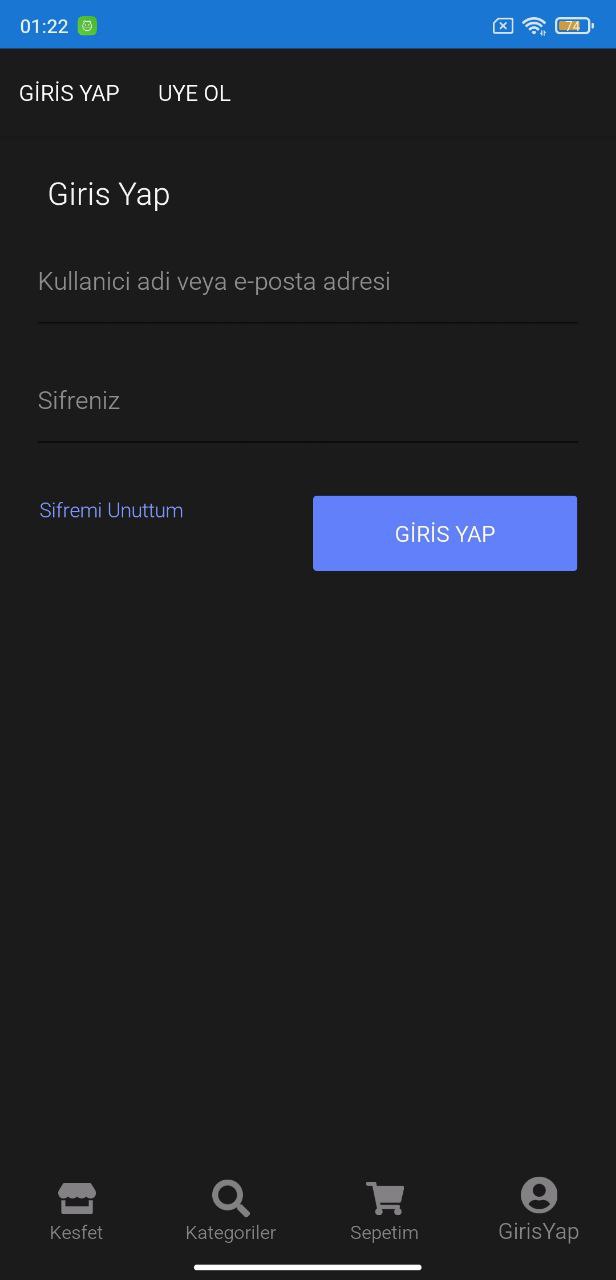 01:22
74
GİRİS YAP UYE OL
Giris Yap
Kullanici adi veya e-posta adresi
Sifreniz
Sifremi Unuttum
GİRİS YAP
Kesfet Kategoriler Sepetim GirisYap